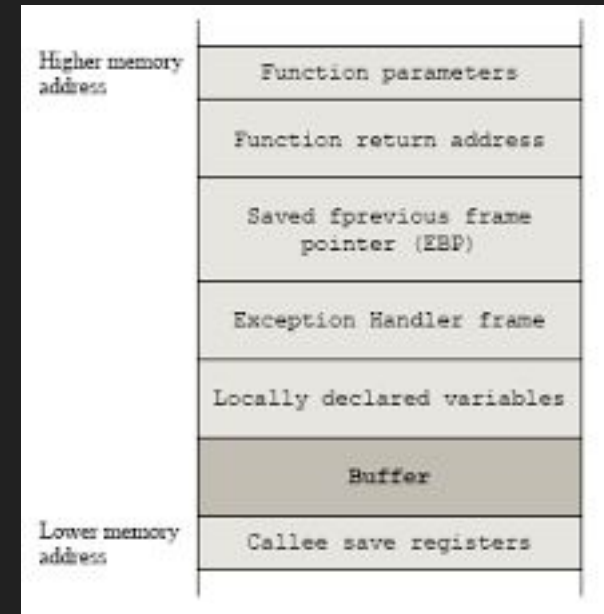 Higher memory
address
Function parameters
Function return address
Saved fprevious frame
pointer (EBP)
Exception Handler frame
Locally declared variables
Buffer
Lower memory
address
Callee save registers